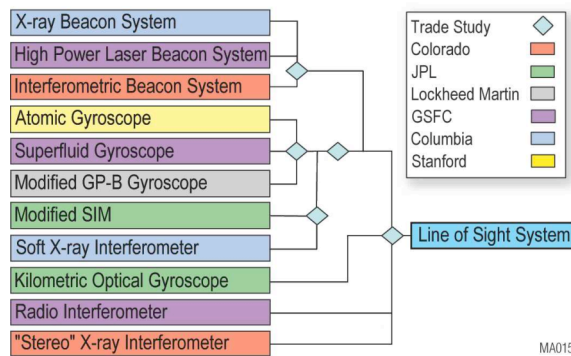 X-ray Beacon System
High Power Laser Beacon System
Interferometric Beacon System
Atomic Gyroscope
Superfluid Gyroscope
Modified GP-B Gyroscope
Modified SIM
Soft X-ray Interferometer
Kilometric Optical Gyroscope
Radio Interferometer
"Stereo" X-ray Interferometer
Line of Sight System
Trade Study
Colorado
JPL
Lockheed Martin
GSFC
Columbia
Stanford
MA015